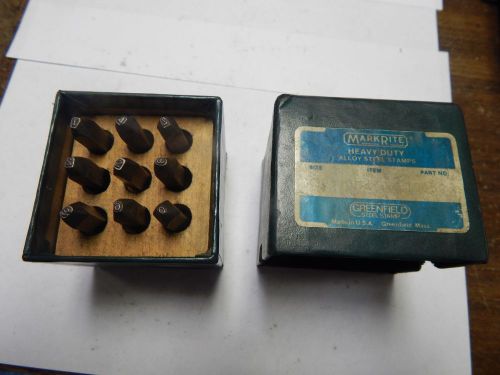 MARKRITE
HEAVY DUTY
ALLOY STEEL STAMPS
SIZE ITEM PART NO.
GREENFIELD
STEEL STAMP
Made in U.S.A. Greenfield Mass.